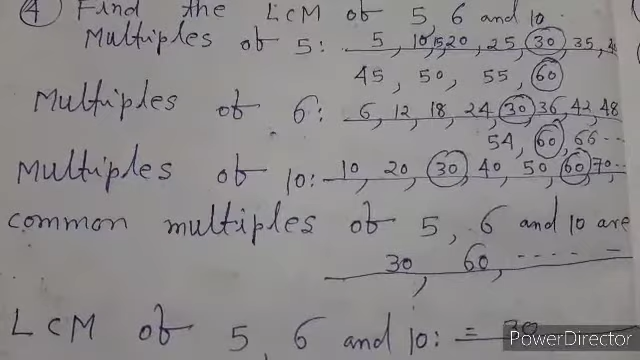 ④ Find the LCM of 5, 6 and 10.
Multiples of 5: 5, 10, 15, 20, 25, 30, 35,
45, 50, 55, 60
Multiples of 6: 6, 12, 18, 24, 30, 36, 42, 48
54, 60, 66...
Multiples of 10: 10, 20, 30, 40, 50, 60, 70...
common multiples of 5, 6 and 10 are
30, 60, ......
LCM of 5, 6 and 10: = 30
PowerDirector